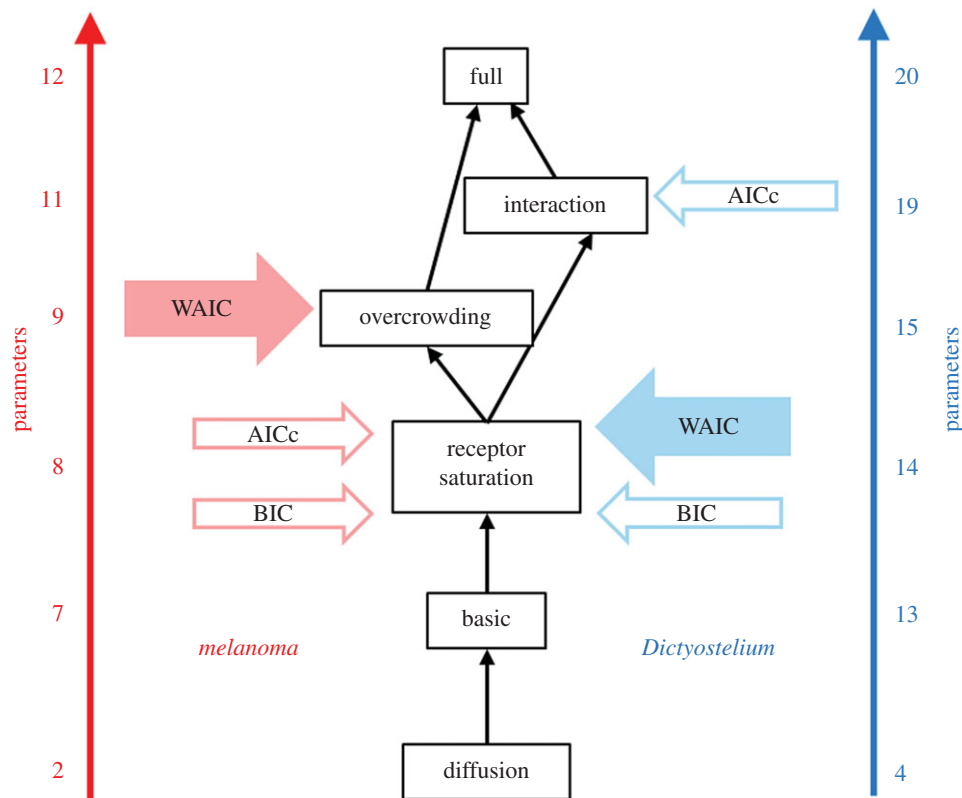 12
full
20
11
interaction
AICc
19
WAIC
9
overcrowding
15
parameters
parameters
AICc
WAIC
8
receptor
saturation
14
BIC
BIC
7
basic
13
melanoma
Dictyostelium
2
diffusion
4